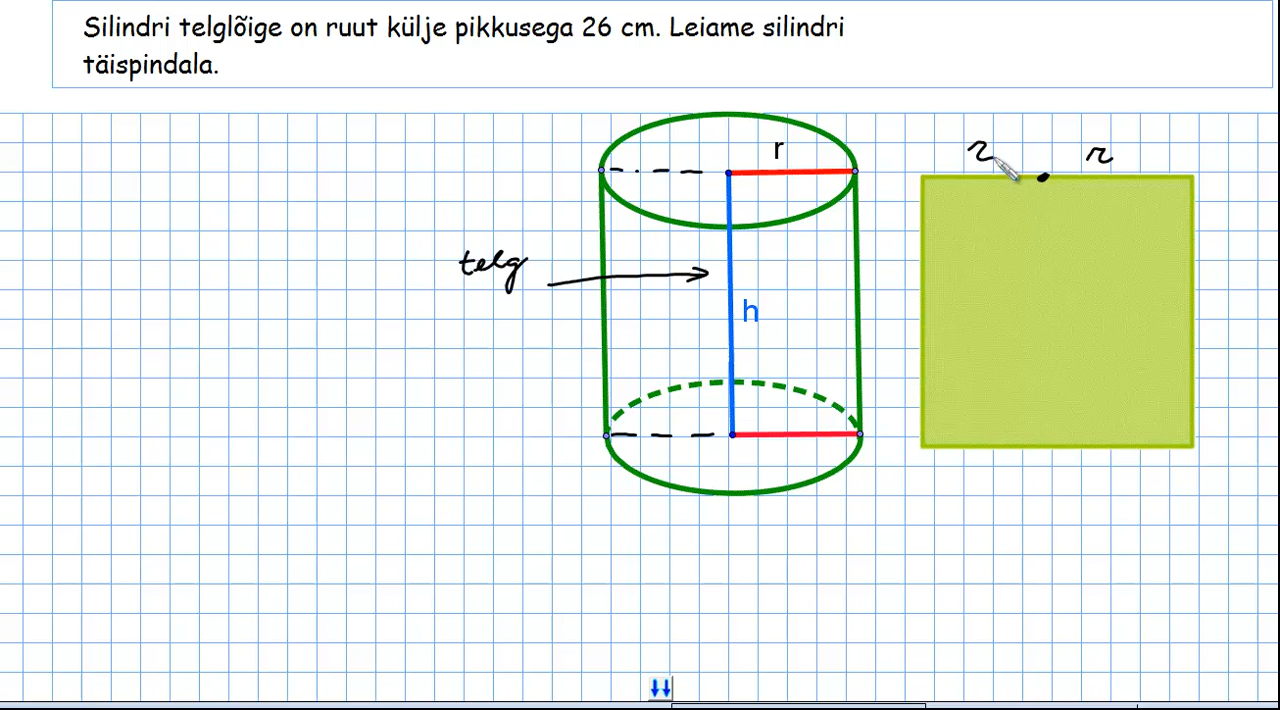 Silindri telglõige on ruut külje pikkusega 26 cm. Leiame silindri
täispindala.
r
r
r
telg
h